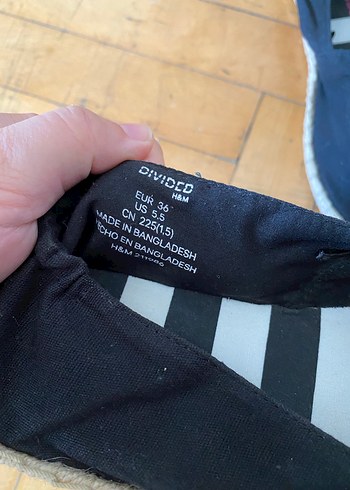 DIVIDED
H&M
EUR 36
US 5.5
CN 225(1.5)
MADE IN BANGLADESH
HECHO EN BANGLADESH
H&M